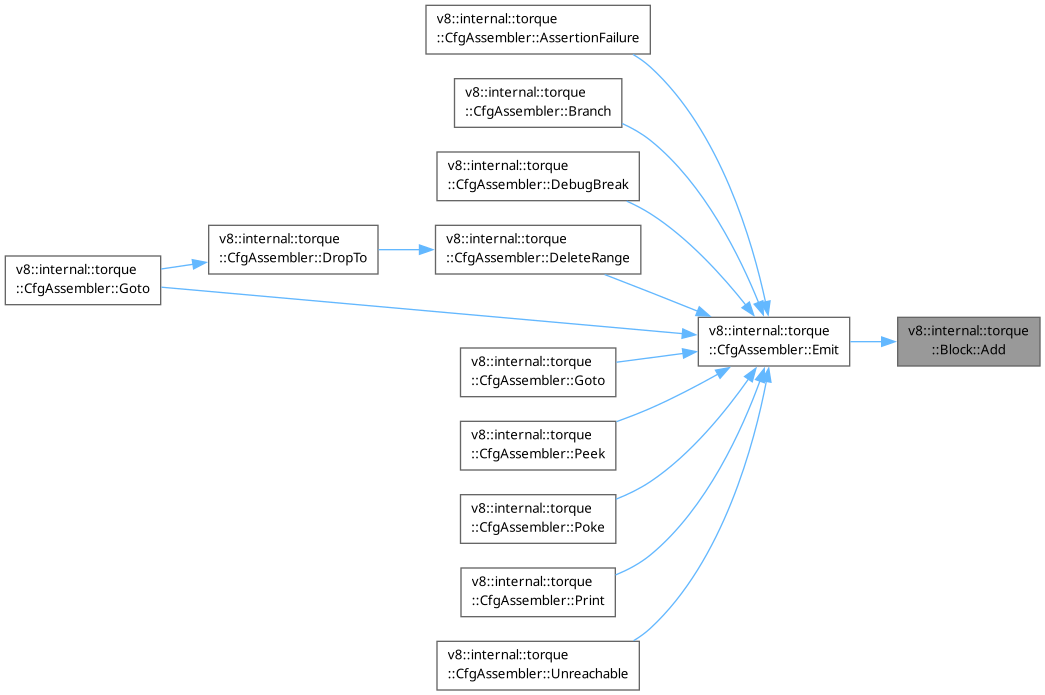 v8::internal::torque
::CfgAssembler::AssertionFailure
v8::internal::torque
::CfgAssembler::Branch
v8::internal::torque
::CfgAssembler::DebugBreak
v8::internal::torque
::CfgAssembler::DeleteRange
v8::internal::torque
::CfgAssembler::DropTo
v8::internal::torque
::CfgAssembler::Goto
v8::internal::torque
::CfgAssembler::Emit
v8::internal::torque
::Block::Add
v8::internal::torque
::CfgAssembler::Goto
v8::internal::torque
::CfgAssembler::Peek
v8::internal::torque
::CfgAssembler::Poke
v8::internal::torque
::CfgAssembler::Print
v8::internal::torque
::CfgAssembler::Unreachable